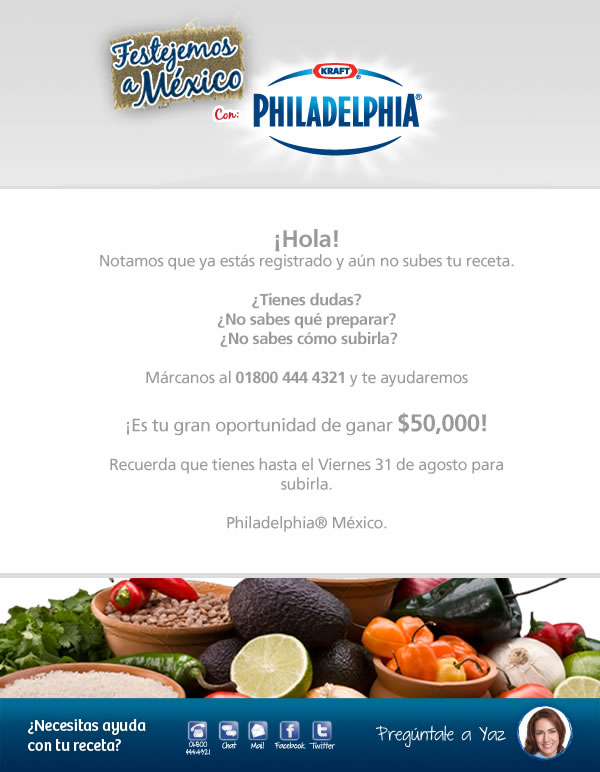 Festejemos
a México
Con:
KRAFT
PHILADELPHIA®
¡Hola!
Notamos que ya estás registrado y aún no subes tu receta.
¿Tienes dudas?
¿No sabes qué preparar?
¿No sabes cómo subirla?
Márcanos al 01800 444 4321 y te ayudaremos
¡Es tu gran oportunidad de ganar $50,000!
Recuerda que tienes hasta el Viernes 31 de agosto para
subirla.
Philadelphia® México.
¿Necesitas ayuda
con tu receta?
01800
444.4321
Chat
Mail
Facebook
Twitter
Pregúntale a Yaz